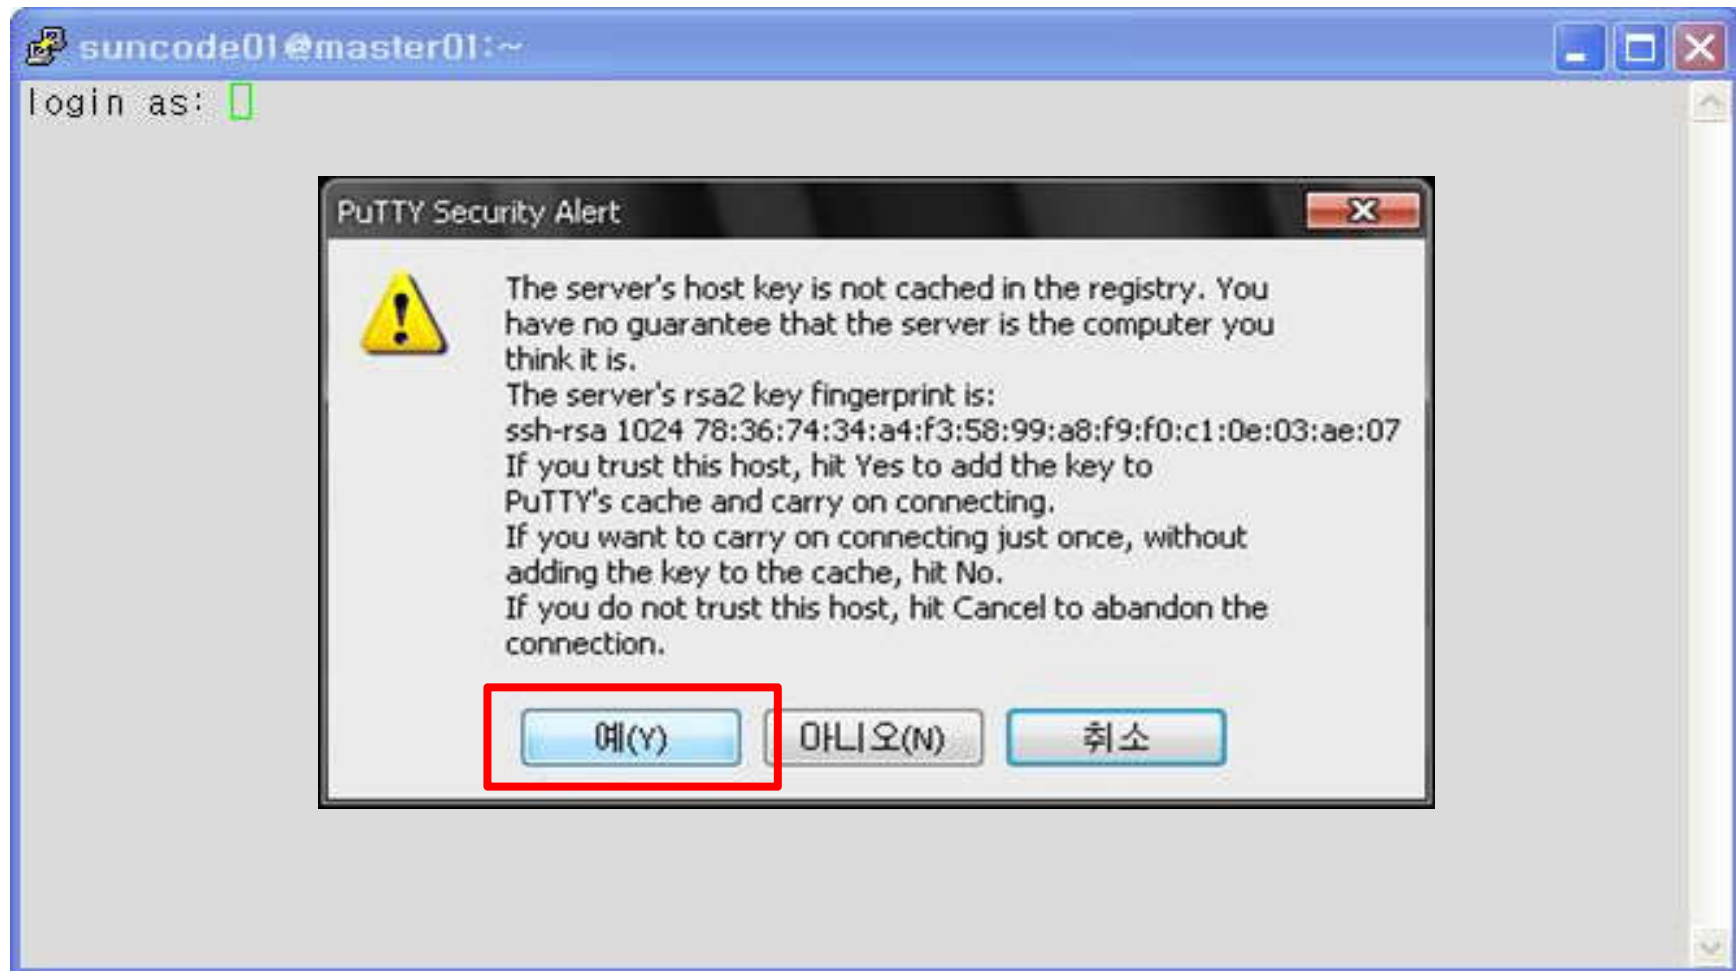 suncode01@master01:~
login as:
PuTTY Security Alert
The server's host key is not cached in the registry. You
have no guarantee that the server is the computer you
think it is.
The server's rsa2 key fingerprint is:
ssh-rsa 1024 78:36:74:34:a4:f3:58:99:a8:f9:f0:c1:0e:03:ae:07
If you trust this host, hit Yes to add the key to
PuTTY's cache and carry on connecting.
If you want to carry on connecting just once, without
adding the key to the cache, hit No.
If you do not trust this host, hit Cancel to abandon the
connection.
예(Y) 아니오(N) 취소